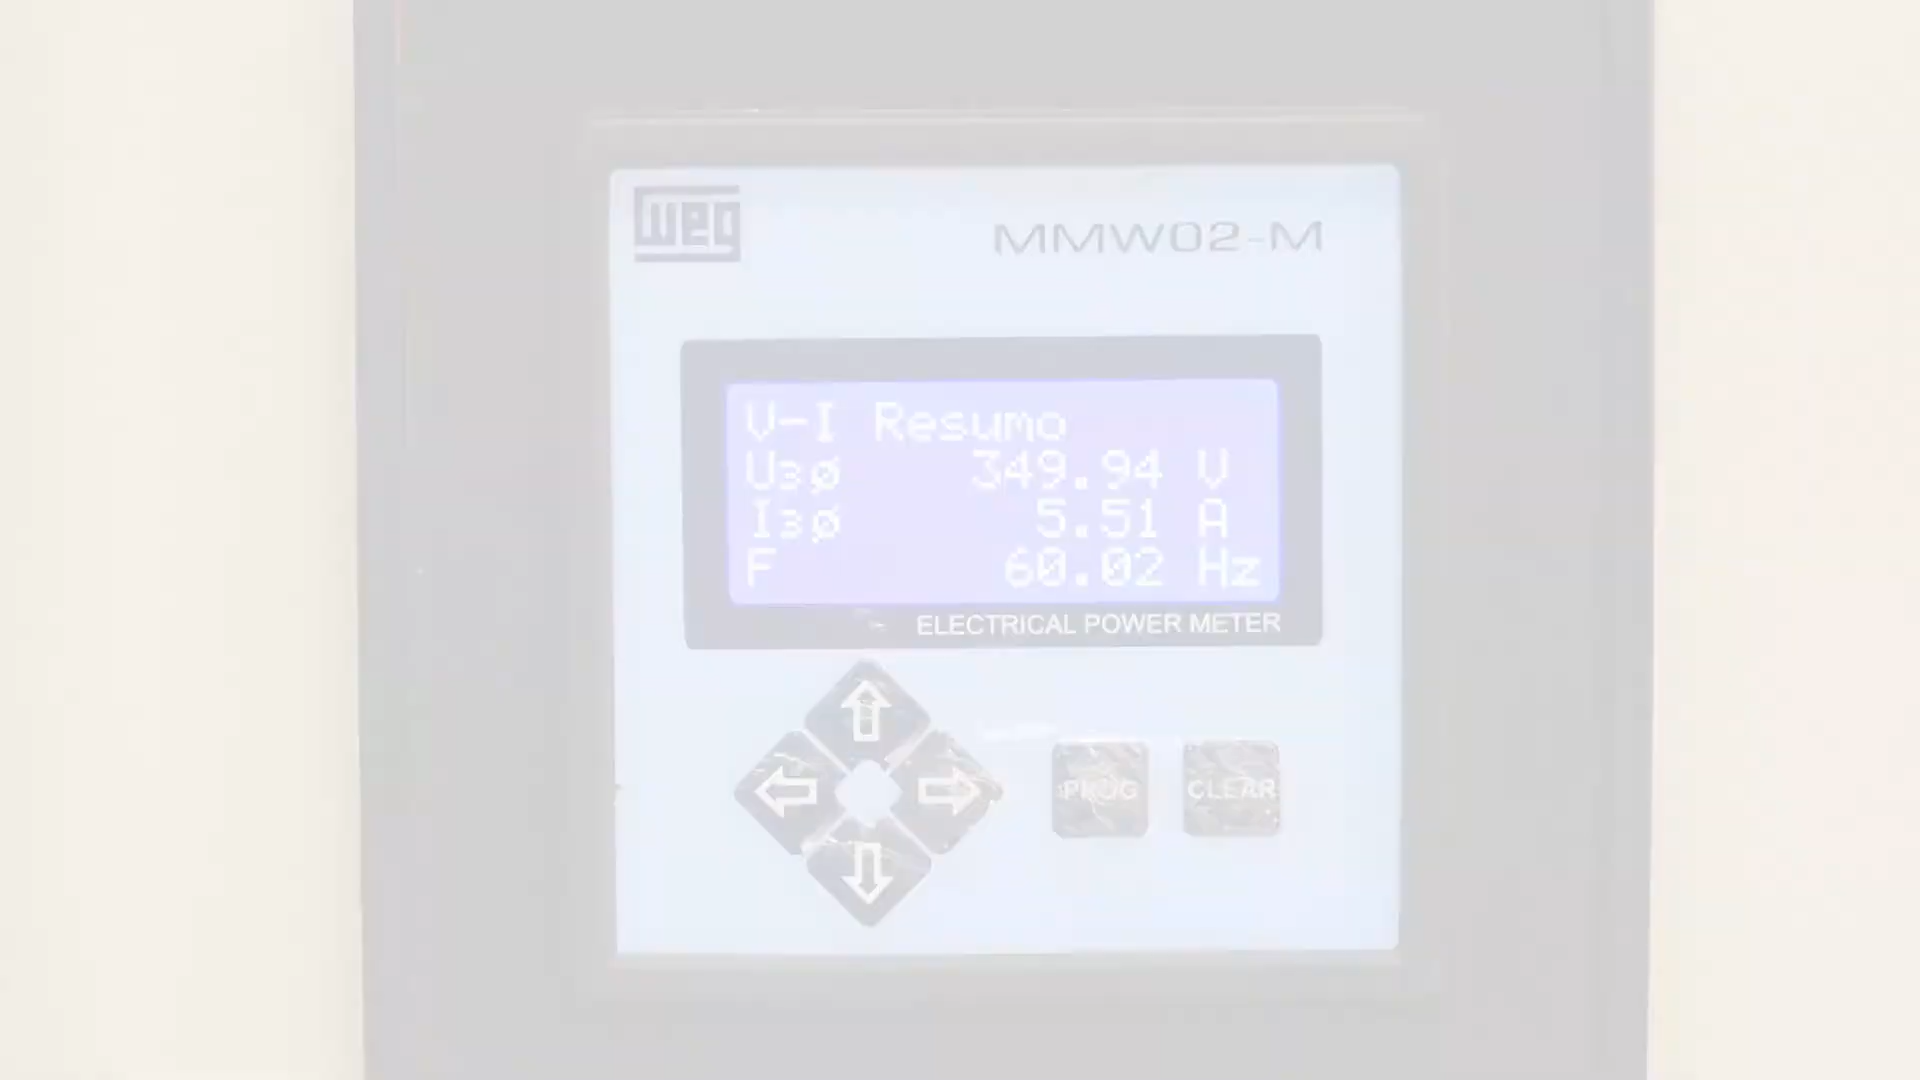 weg
MMW02-M
V-I Resumo
U3ø 349.94 V
I3ø 5.51 A
F 60.02 Hz
ELECTRICAL POWER METER
PROG CLEAR